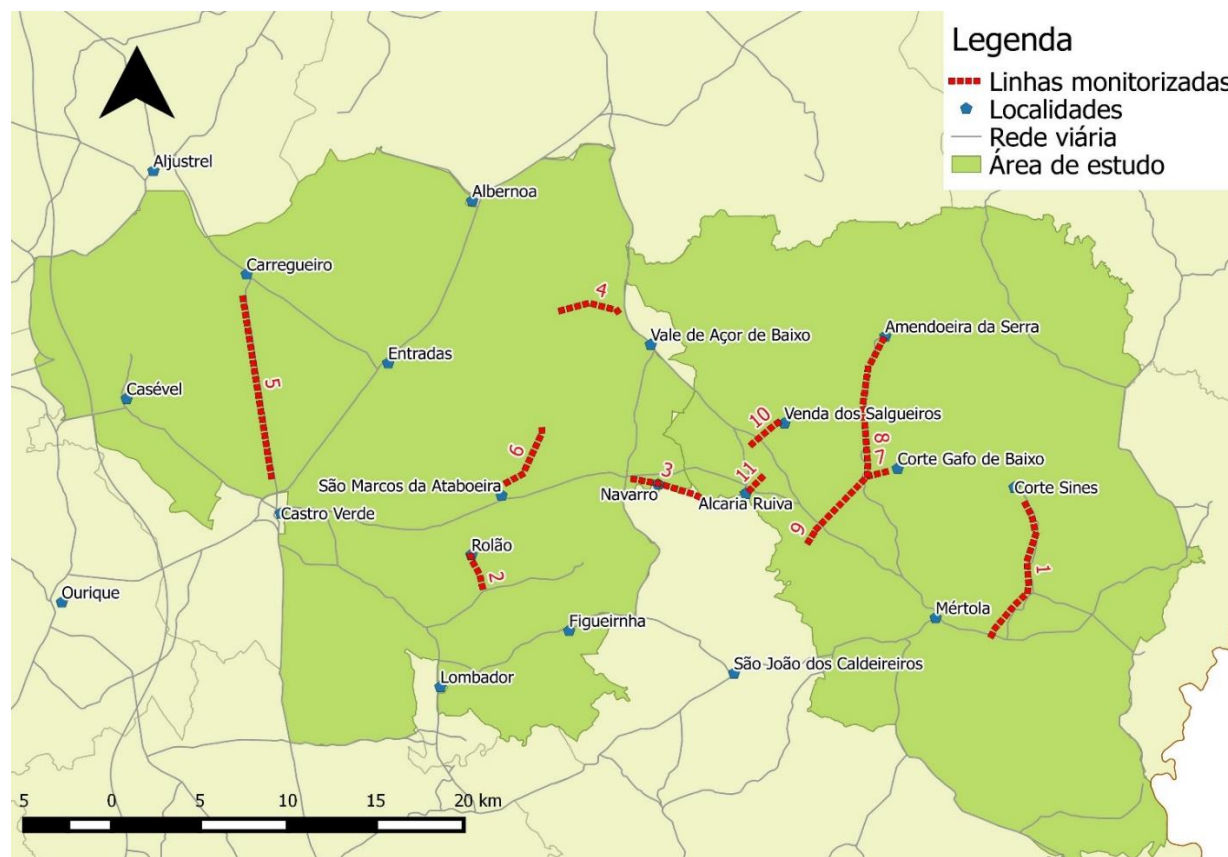 Legenda
Linhas monitorizadas
Localidades
Rede viária
Área de estudo
Aljustrel
Albernoa
Carregueiro
4
Amendoeira da Serra
Vale de Açor de Baixo
Entradas
5
Casével
10
Venda dos Salgueiros
8
7
9
Corte Gafo de Baixo
3
11
São Marcos da Ataboeira
Navarro
Alcaria Ruiva
Corte Sines
Castro Verde
6
Rolão
2
1
Ourique
Mértola
Figueirnha
São João dos Caldeireiros
Lombador
5 0 5 10 15 20 km